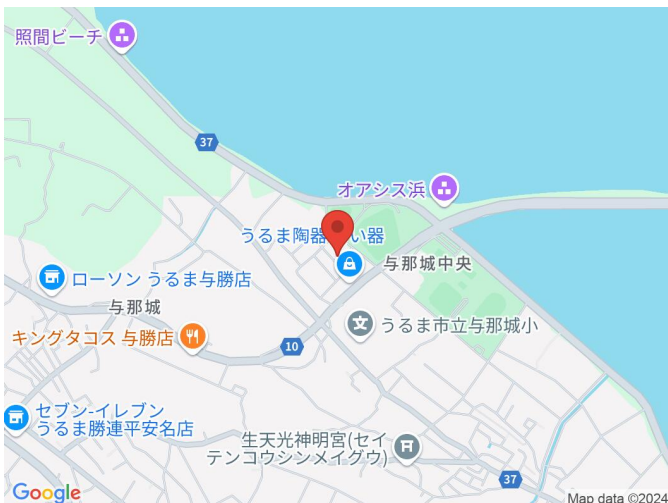 照間ビーチ
37
オアシス浜
うるま陶器 い器
与那城中央
ローソン うるま与勝店
与那城
うるま市立与那城小
キングタコス 与勝店
10
セブン-イレブン
うるま勝連平安名店
生天光神明宮(セイ
テンコウシンメイグウ)
37
Google
Map data ©2024